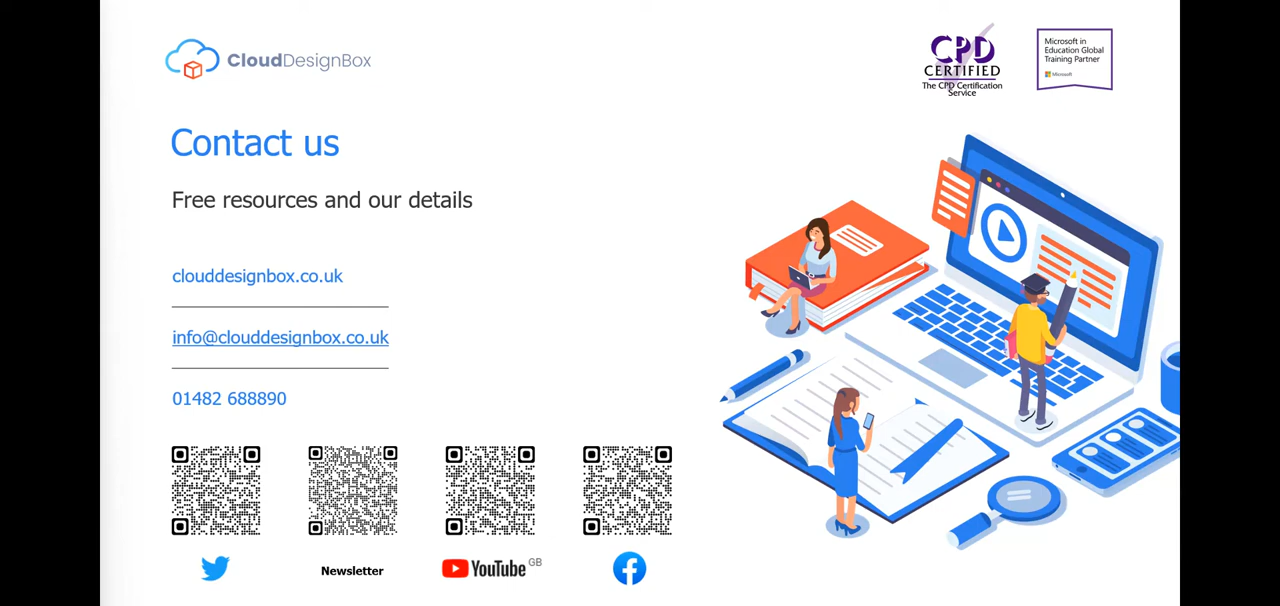 CloudDesignBox
CPD
CERTIFIED
The CPD Certification
Service
Microsoft in
Education Global
Training Partner
Microsoft
Contact us
Free resources and our details
clouddesignbox.co.uk
info@clouddesignbox.co.uk
01482 688890
Newsletter
YouTube GB